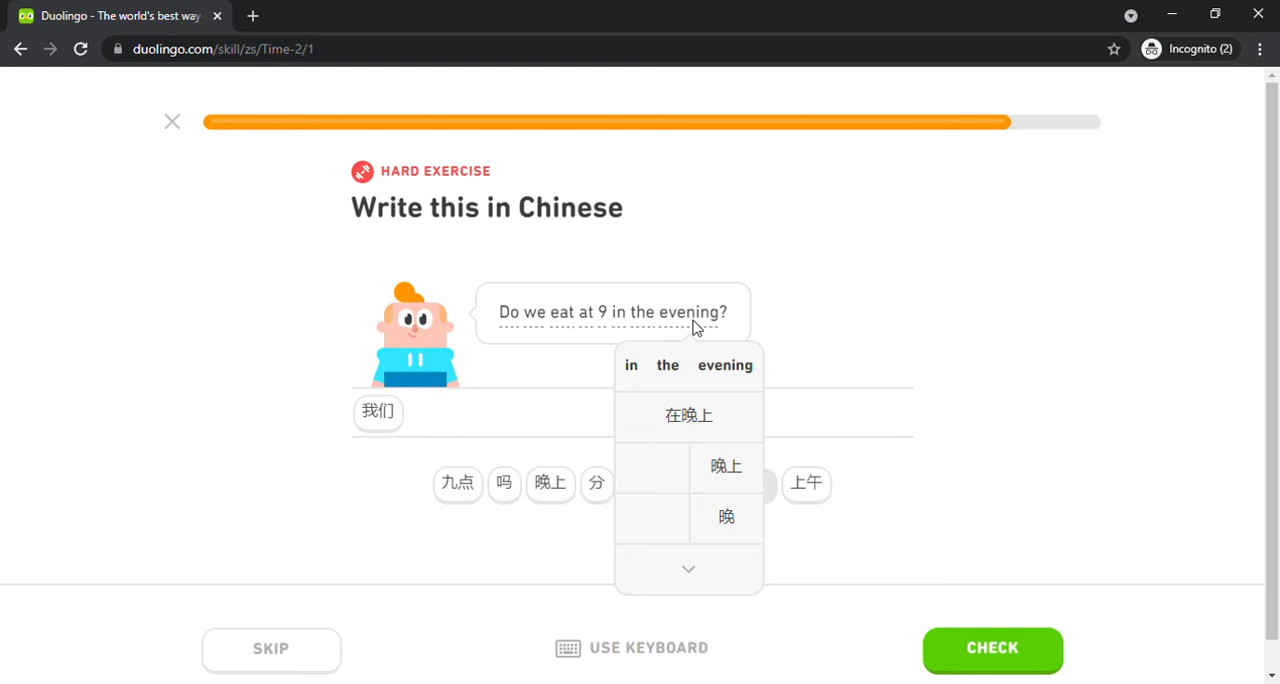 Duolingo - The world's best way
duolingo.com/skill/zs/Time-2/1
Incognito (2)
HARD EXERCISE
Write this in Chinese
Do we eat at 9 in the evening?
in the evening
在晚上
我们
晚上
九点 吗 晚上 分 上午
晚
SKIP
USE KEYBOARD
CHECK